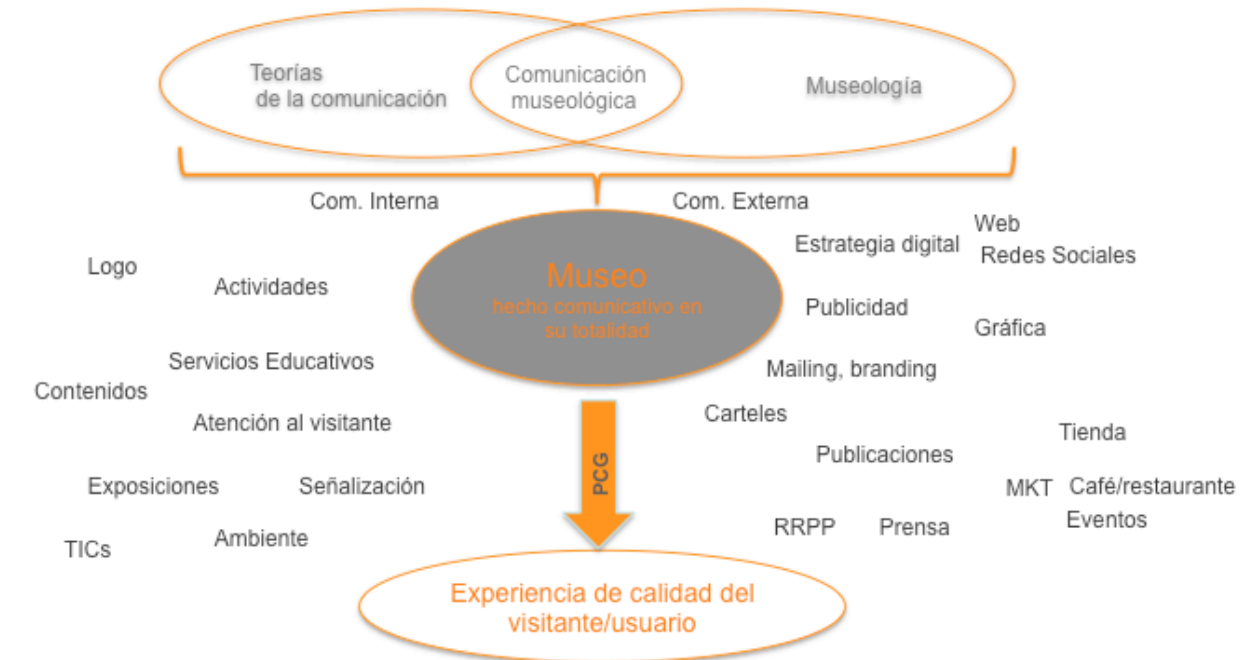 Teorías
de la comunicación
Comunicación
museológica
Museología
Com. Interna
Com. Externa
Web
Estrategia digital
Redes Sociales
Logo
Actividades
Museo
hecho comunicativo en
su totalidad
Publicidad
Gráfica
Servicios Educativos
Mailing, branding
Contenidos
Carteles
Atención al visitante
Tienda
Publicaciones
PCG
Exposiciones
Señalización
MKT
Café/restaurante
Eventos
RRPP
Prensa
Ambiente
TICs
Experiencia de calidad del
visitante/usuario